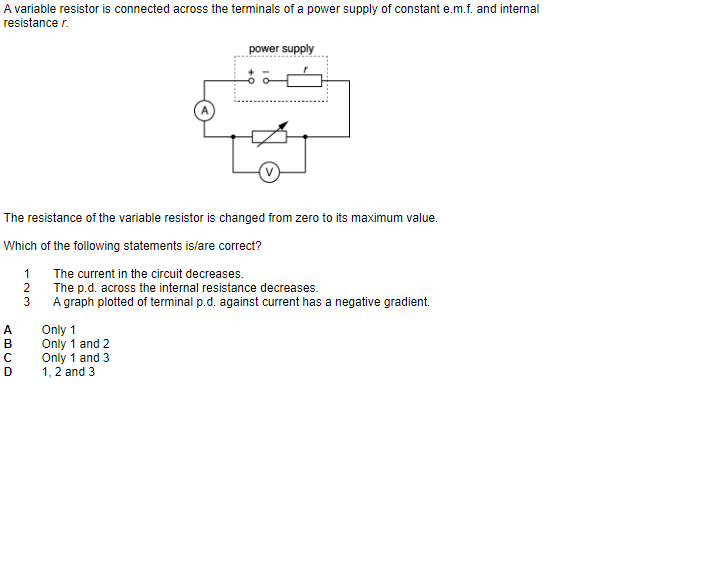 A variable resistor is connected across the terminals of a power supply of constant e.m.f. and internal
resistance r.
power supply
+ −
r
A
V
The resistance of the variable resistor is changed from zero to its maximum value.
Which of the following statements is/are correct?
1 The current in the circuit decreases.
2 The p.d. across the internal resistance decreases.
3 A graph plotted of terminal p.d. against current has a negative gradient.
A Only 1
B Only 1 and 2
C Only 1 and 3
D 1, 2 and 3